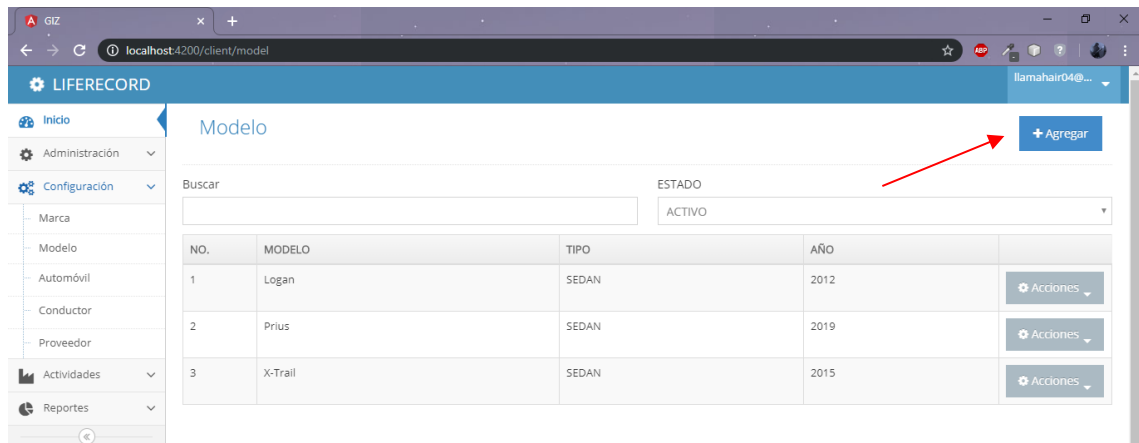 GIZ
localhost:4200/client/model
ABP
LIFERECORD
llamahair04@...
Inicio
Administración
Configuración
Marca
Modelo
Automóvil
Conductor
Proveedor
Actividades
Reportes
Modelo
+ Agregar
Buscar
ESTADO
ACTIVO
NO. MODELO TIPO AÑO
1 Logan SEDAN 2012 Acciones
2 Prius SEDAN 2019 Acciones
3 X-Trail SEDAN 2015 Acciones